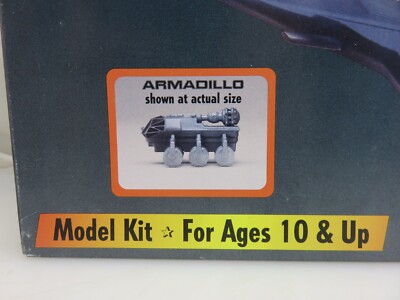 ARMADILLO
shown at actual size
Model Kit ☆ For Ages 10 & Up